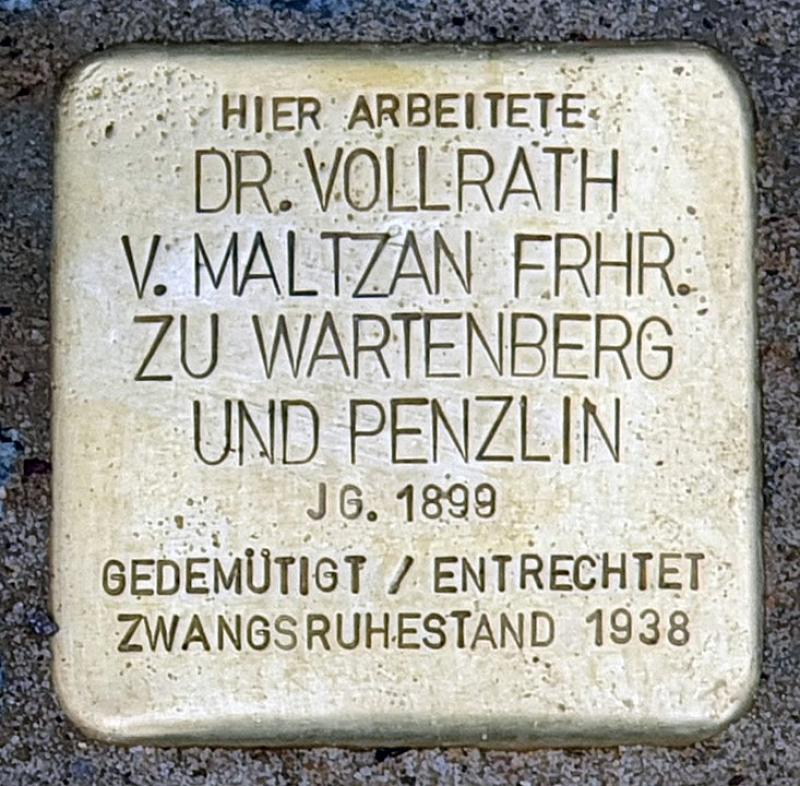 HIER ARBEITETE
DR. VOLLRATH
V. MALTZAN FRHR.
ZU WARTENBERG
UND PENZLIN
JG. 1899
GEDEMÜTIGT / ENTRECHTET
ZWANGSRUHESTAND 1938